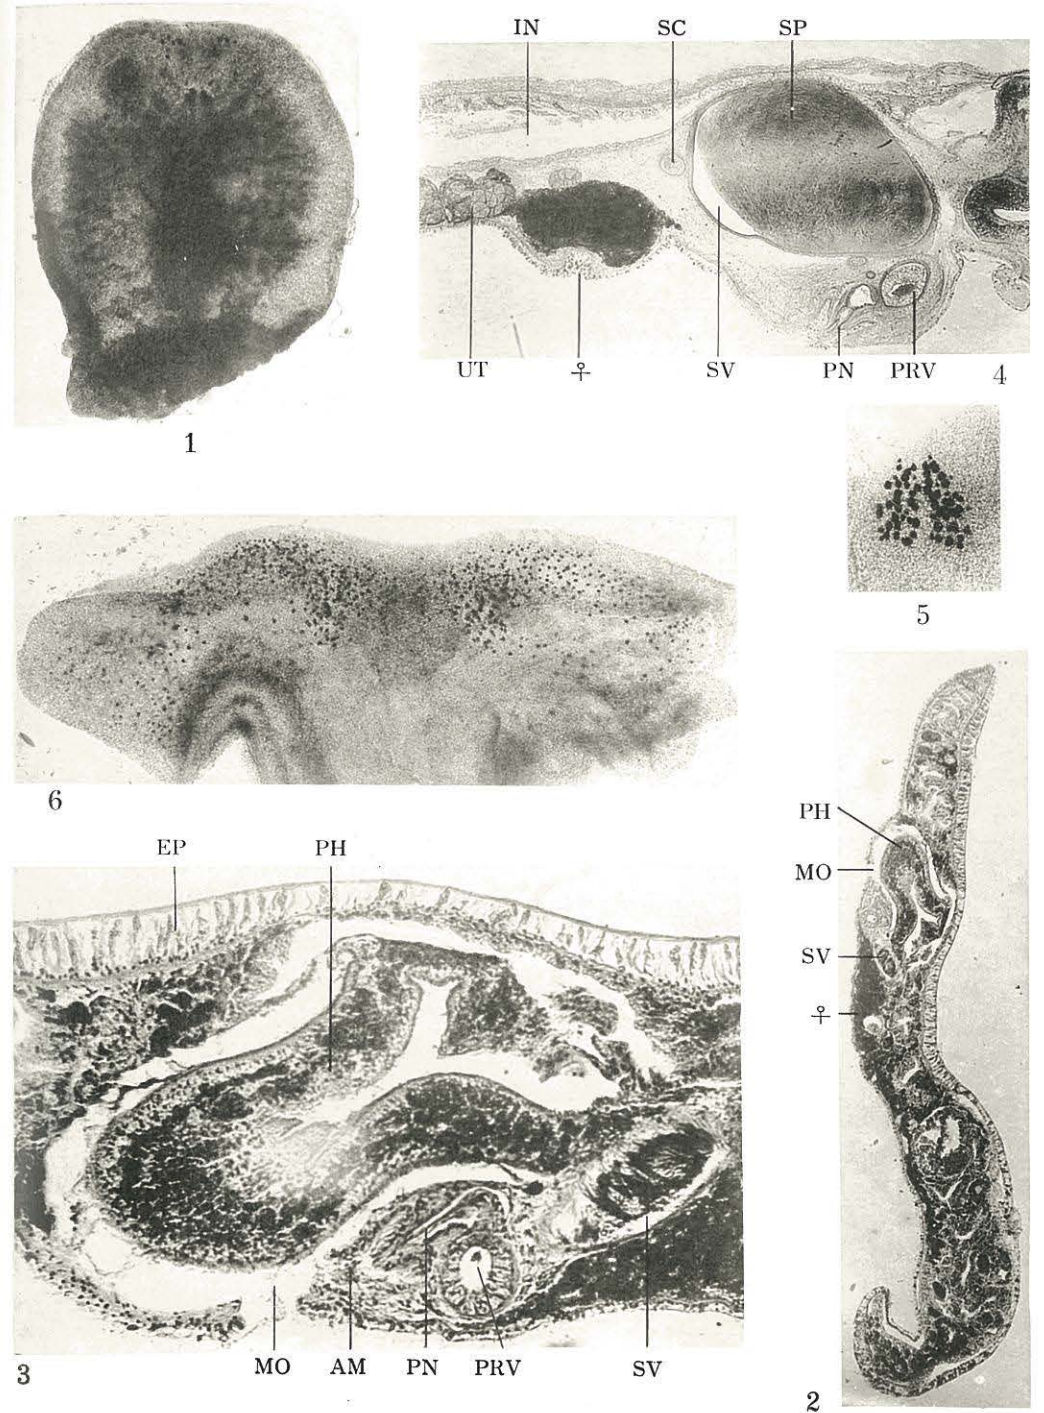 IN SC SP
UT ⚥ SV PN PRV 4
1
5
6
PH
MO
SV
⚥
EP PH
MO AM PN PRV SV
3
2